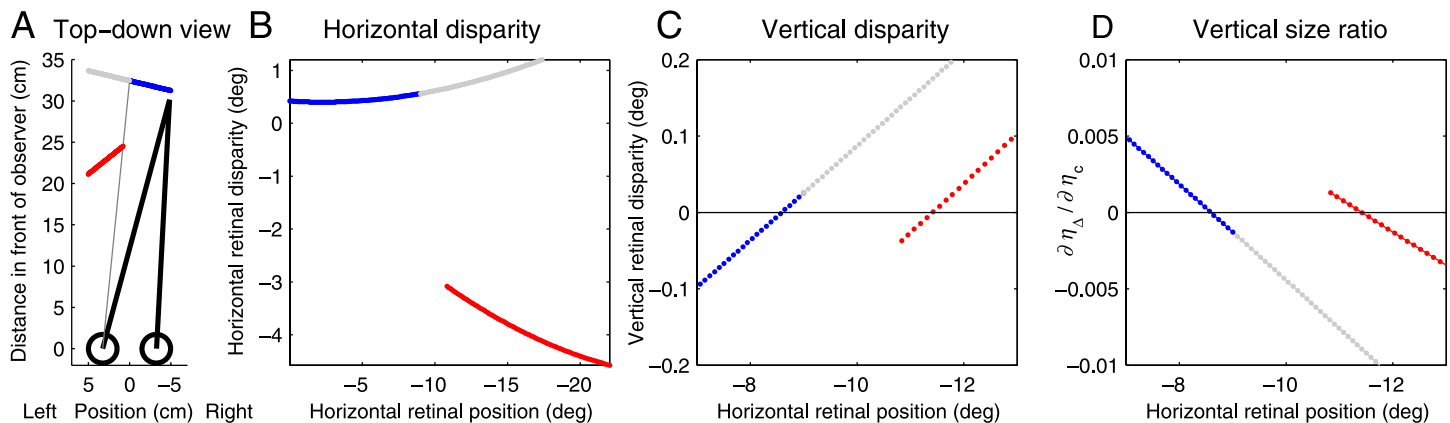 A Top–down view
35
30
25
20
15
10
5
0
Distance in front of observer (cm)
5 0 −5
Left Position (cm) Right
B Horizontal disparity
1
0
−1
−2
−3
−4
Horizontal retinal disparity (deg)
−5 −10 −15 −20
Horizontal retinal position (deg)
C Vertical disparity
0.2
0.1
0
−0.1
−0.2
Vertical retinal disparity (deg)
−8 −10 −12
Horizontal retinal position (deg)
D Vertical size ratio
0.01
0.005
0
−0.005
−0.01
∂ η_Δ / ∂ η_c
−8 −10 −12
Horizontal retinal position (deg)